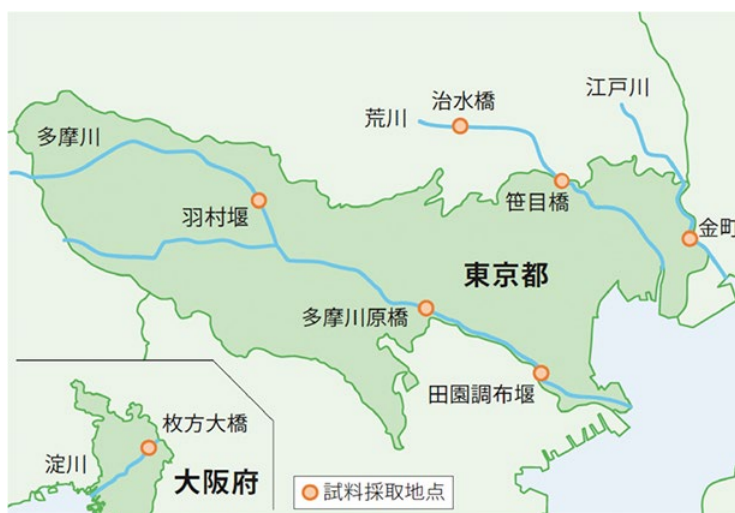 江戸川
治水橋
荒川
多摩川
笹目橋
羽村堰
金町
東京都
多摩川原橋
田園調布堰
枚方大橋
淀川
大阪府
試料採取地点